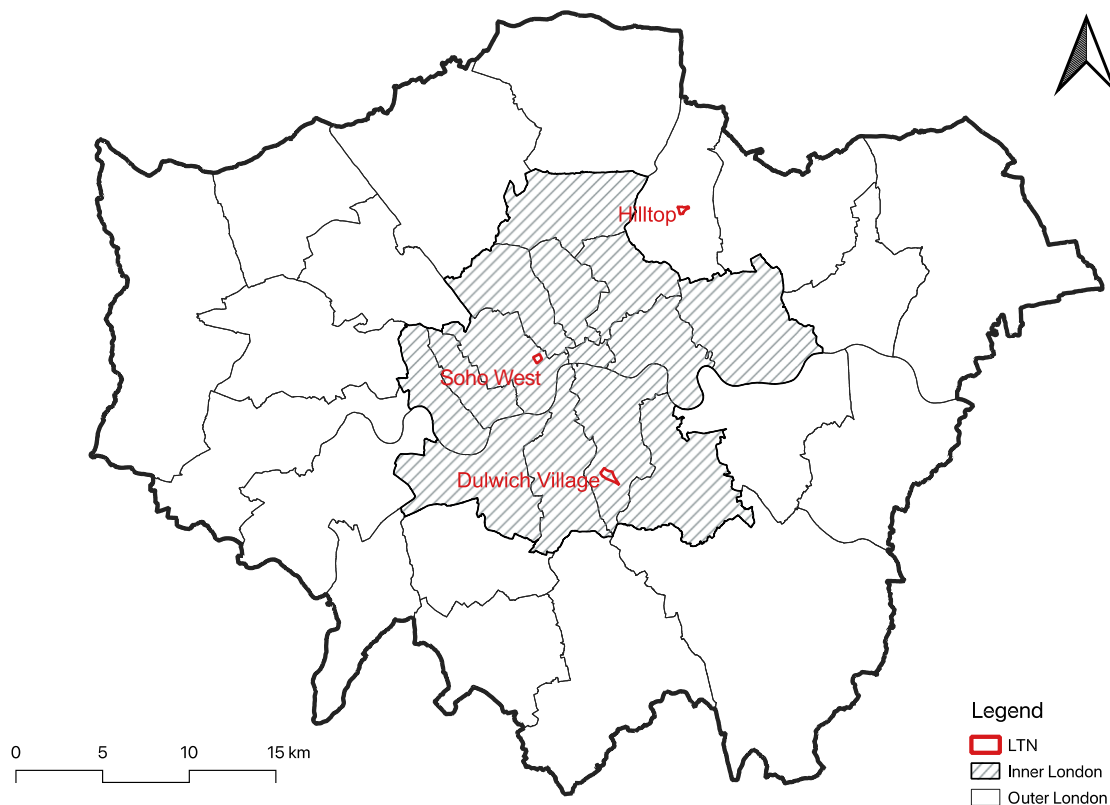 Hilltop
Soho West
Dulwich Village
Legend
LTN
Inner London
Outer London
0 5 10 15 km